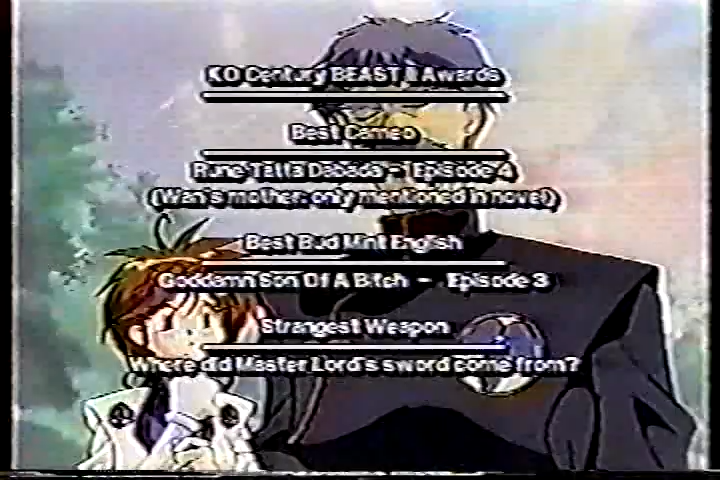 KO Century BEAST II Awards
Best Cameo
Rune Tatta Dabada - Episode 4
(Wan's mother: only mentioned in novel)
Best Bud Mint English
Goddamn Son Of A Bitch - Episode 3
Strangest Weapon
Where did Master Lord's sword come from?